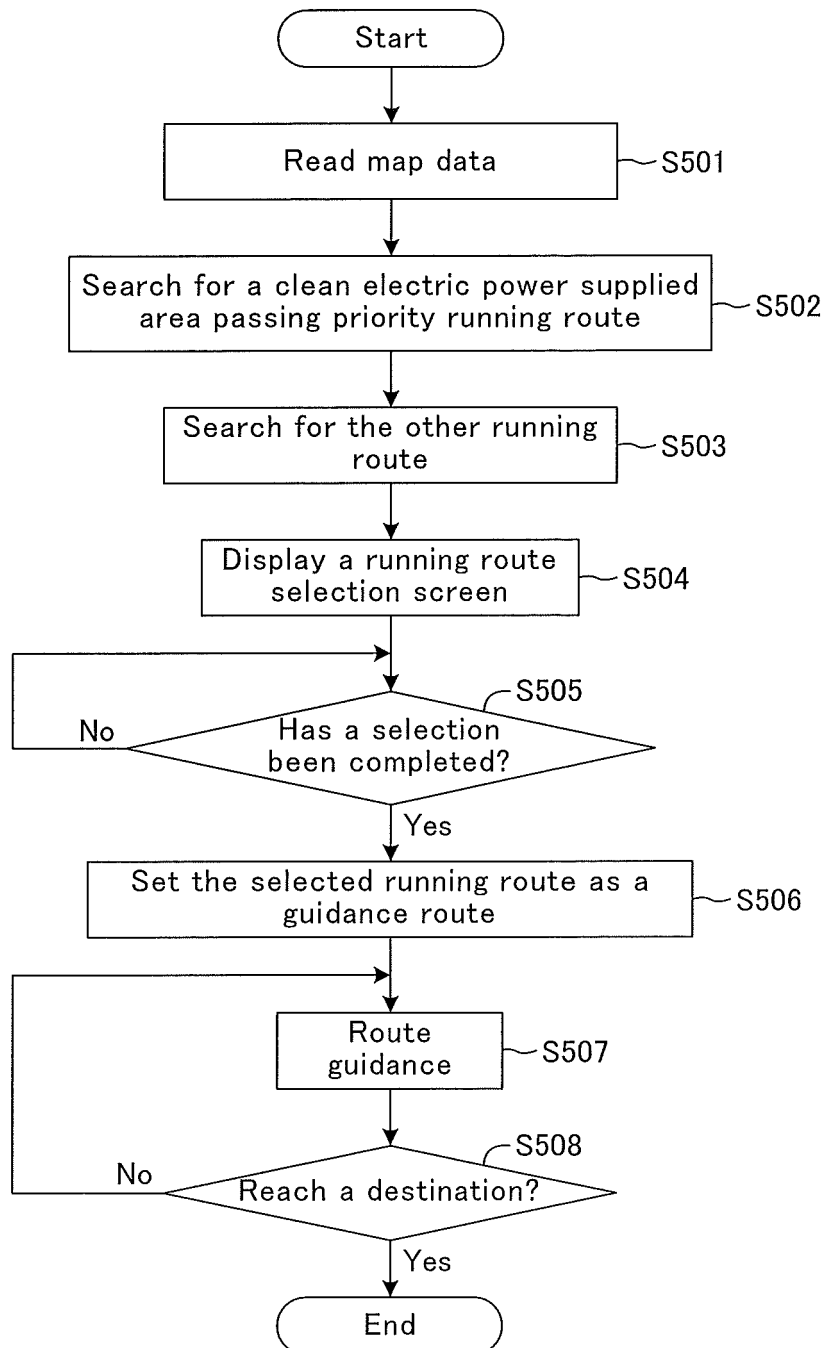 Start
Read map data
S501
Search for a clean electric power supplied
area passing priority running route
S502
Search for the other running
route
S503
Display a running route
selection screen
S504
S505
Has a selection
been completed?
No
Yes
Set the selected running route as a
guidance route
S506
Route
guidance
S507
S508
No
Reach a destination?
Yes
End